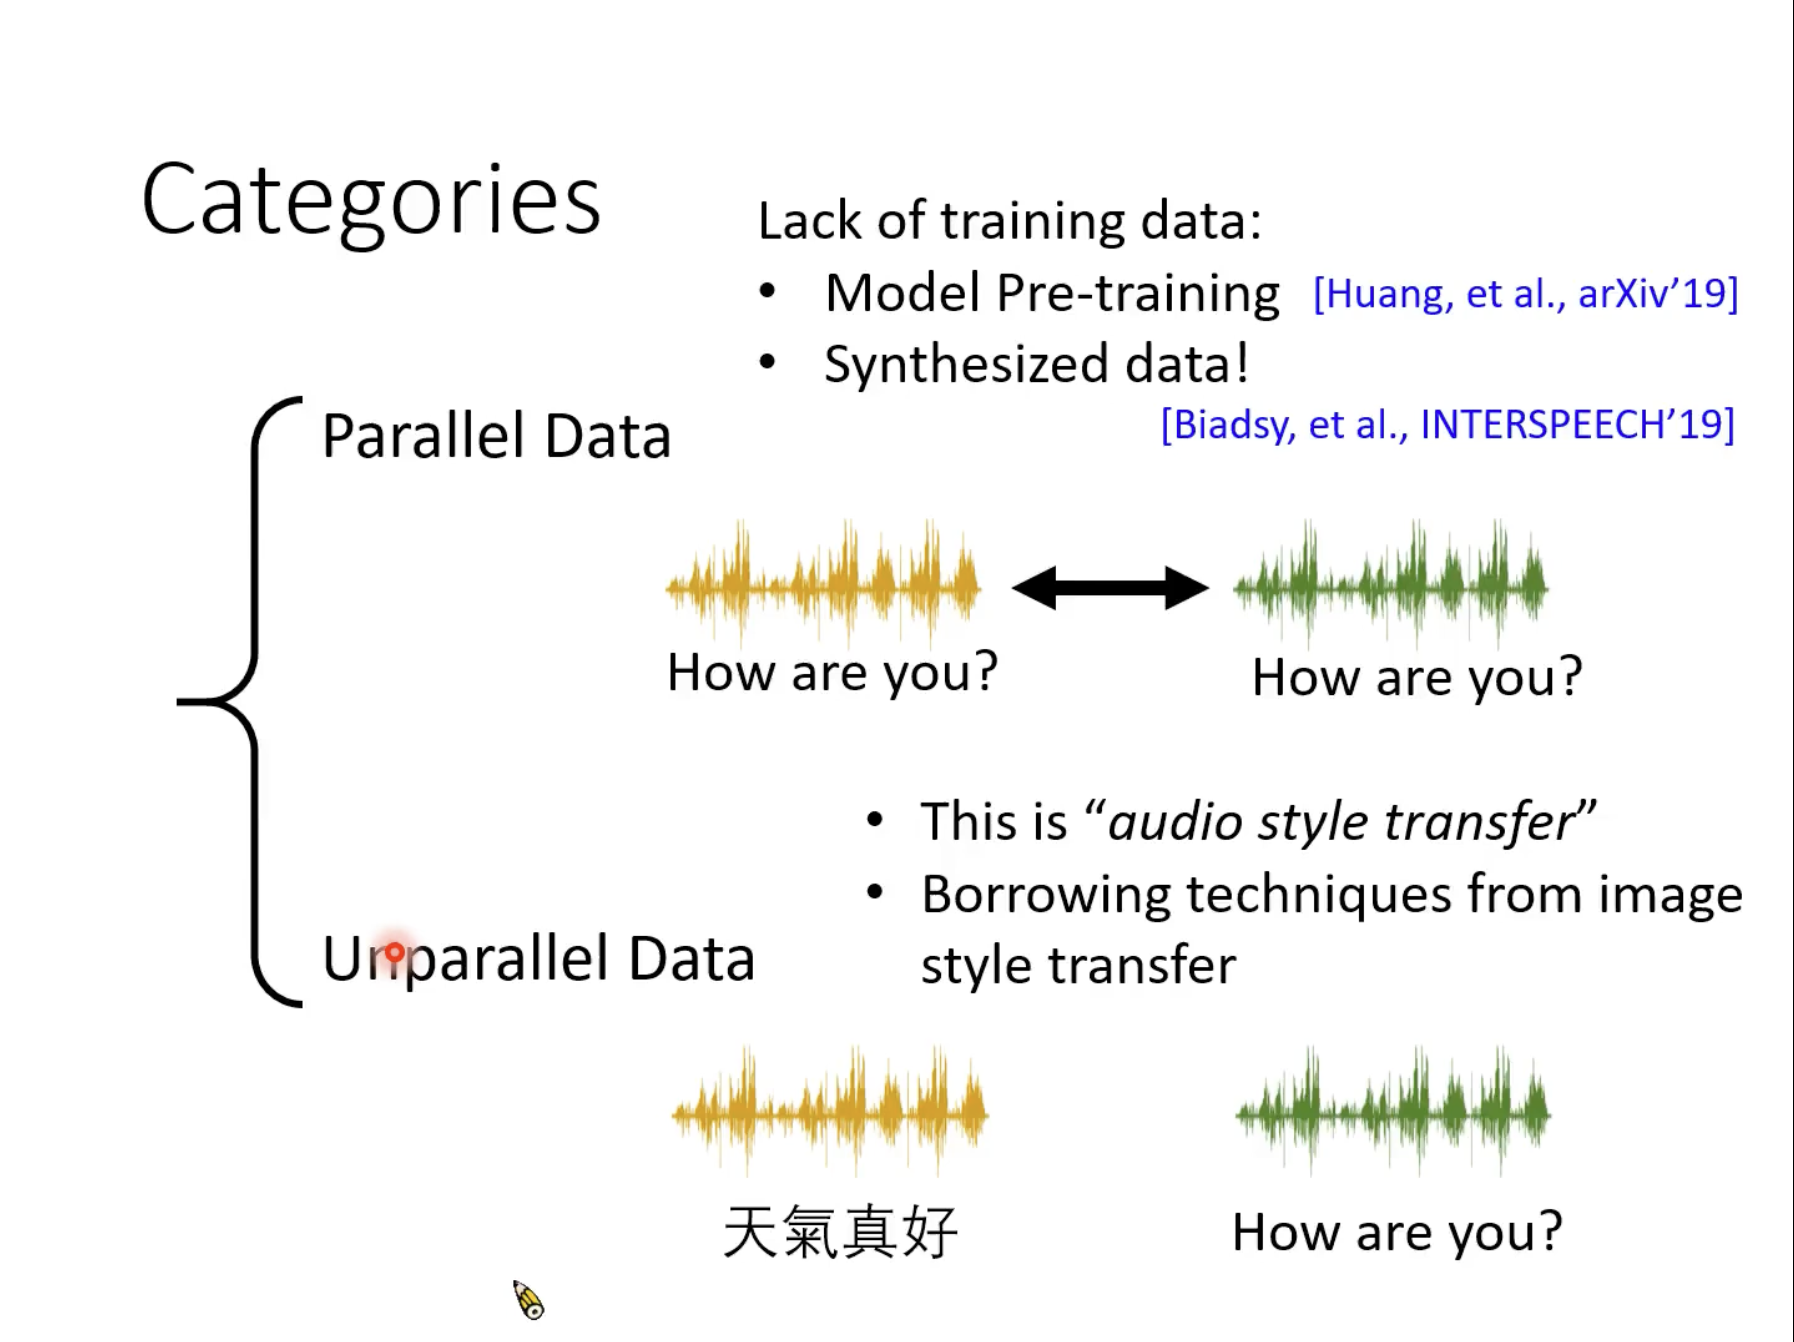 Categories
Lack of training data:
• Model Pre-training [Huang, et al., arXiv’19]
• Synthesized data!
[Biadsy, et al., INTERSPEECH’19]
Parallel Data
How are you?
How are you?
• This is “audio style transfer”
• Borrowing techniques from image
style transfer
Unparallel Data
天氣真好
How are you?